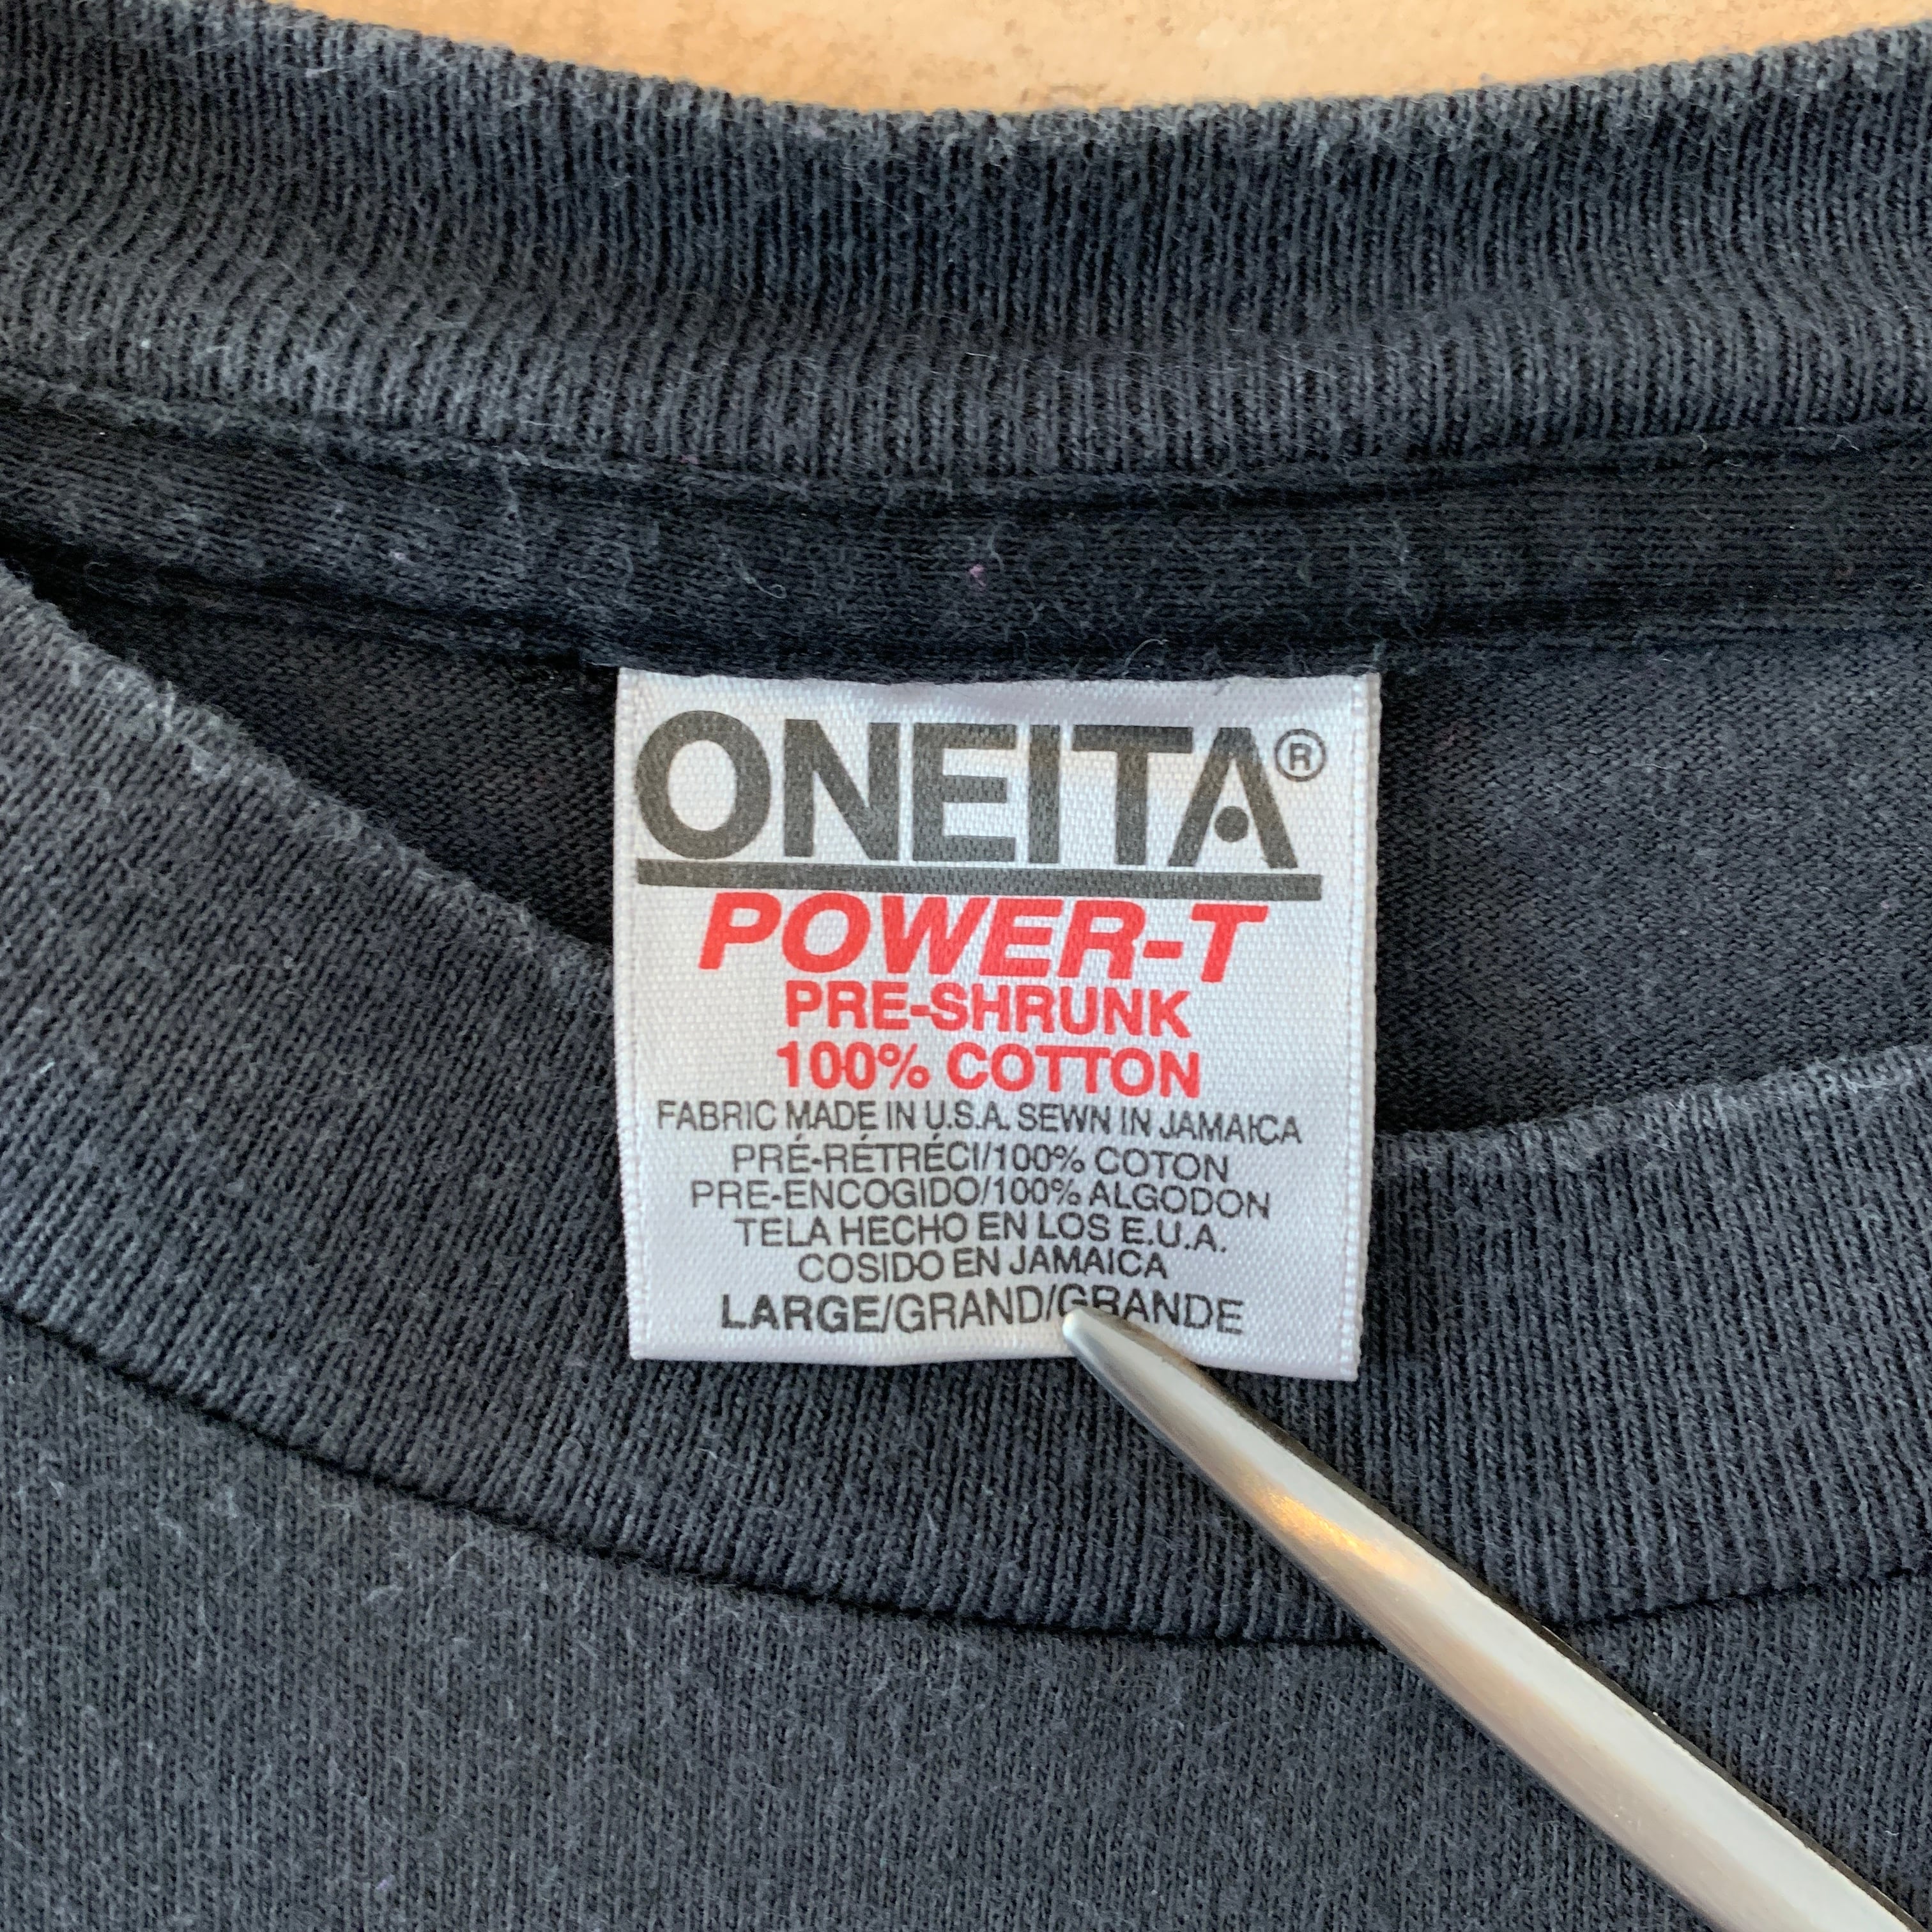 ONEITA®
POWER-T
PRE-SHRUNK
100% COTTON
FABRIC MADE IN U.S.A. SEWN IN JAMAICA
PRÉ-RÉTRÉCI/100% COTON
PRE-ENCOGIDO/100% ALGODON
TELA HECHO EN LOS E.U.A.
COSIDO EN JAMAICA
LARGE/GRAND/GRANDE